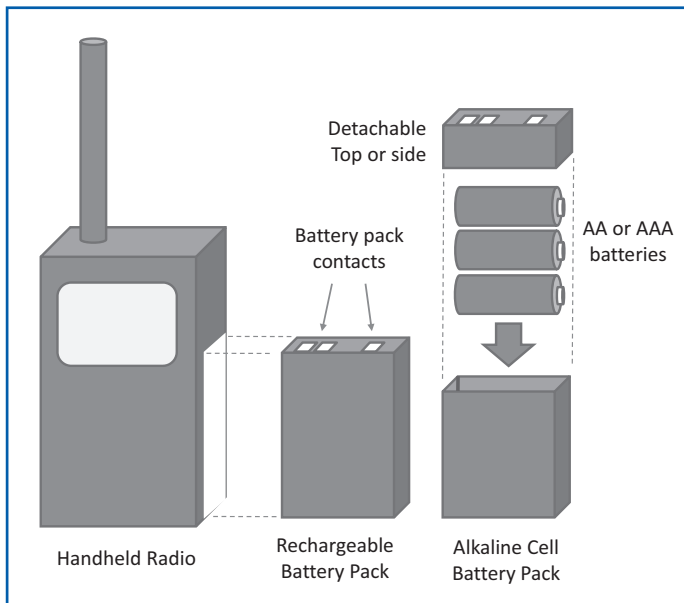 Detachable
Top or side
AA or AAA
batteries
Battery pack
contacts
Handheld Radio
Rechargeable
Battery Pack
Alkaline Cell
Battery Pack